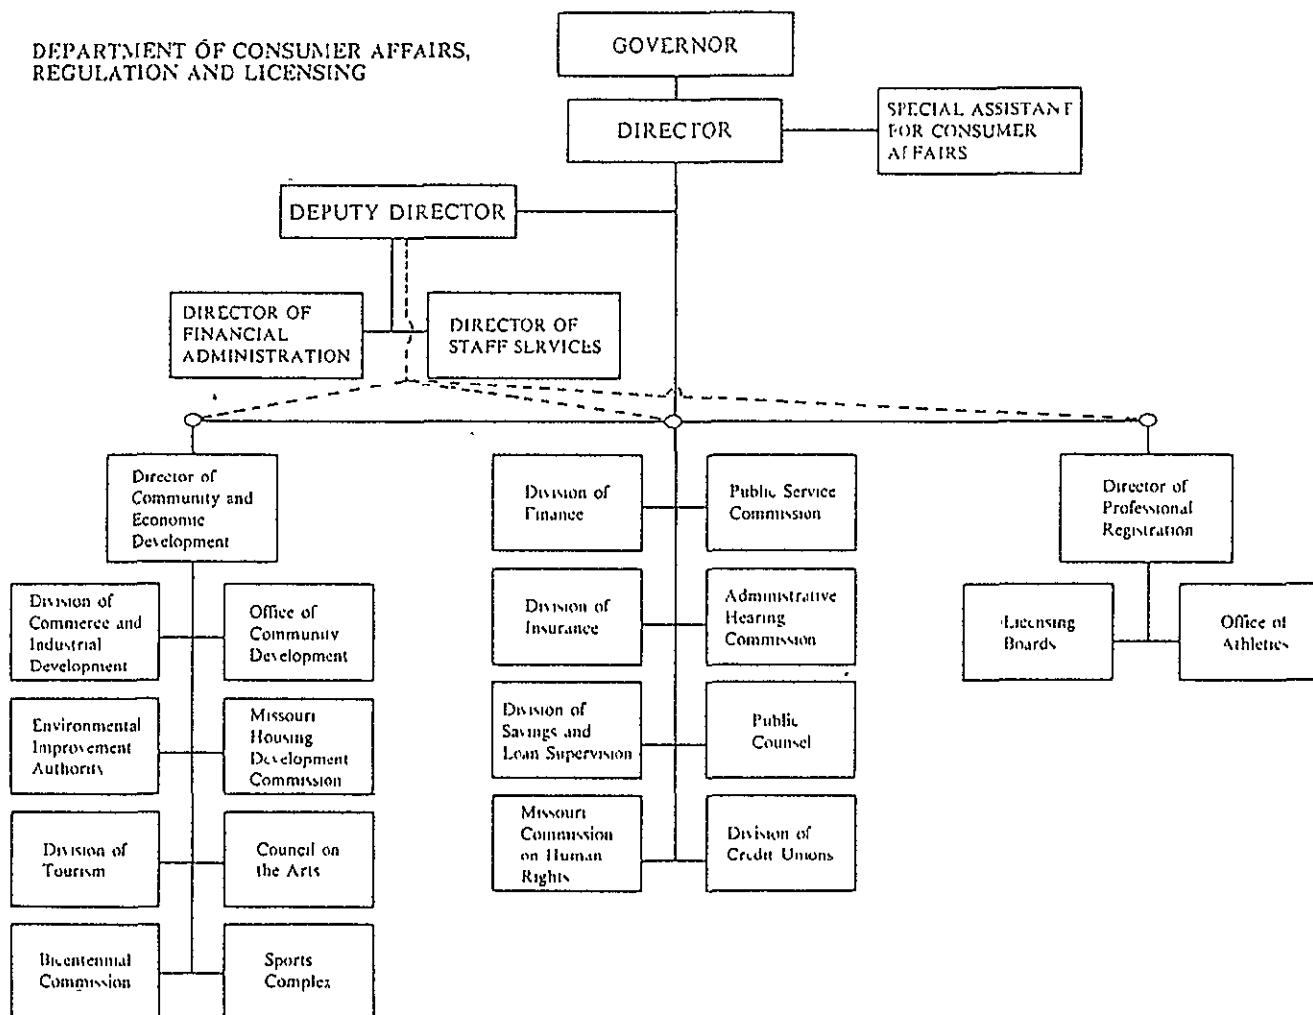 DEPARTMENT OF CONSUMER AFFAIRS,
REGULATION AND LICENSING
GOVERNOR
DIRECTOR
SPECIAL ASSISTANT
FOR CONSUMER
AFFAIRS
DEPUTY DIRECTOR
DIRECTOR OF
FINANCIAL
ADMINISTRATION
DIRECTOR OF
STAFF SERVICES
Director of
Community and
Economic
Development
Division of
Commerce and
Industrial
Development
Office of
Community
Development
Environmental
Improvement
Authority
Missouri
Housing
Development
Commission
Division of
Tourism
Council on
the Arts
Bicentennial
Commission
Sports
Complex
Division of
Finance
Public Service
Commission
Division of
Insurance
Administrative
Hearing
Commission
Division of
Savings and
Loan Supervision
Public
Counsel
Missouri
Commission
on Human
Rights
Division of
Credit Unions
Director of
Professional
Registration
Licensing
Boards
Office of
Athletics